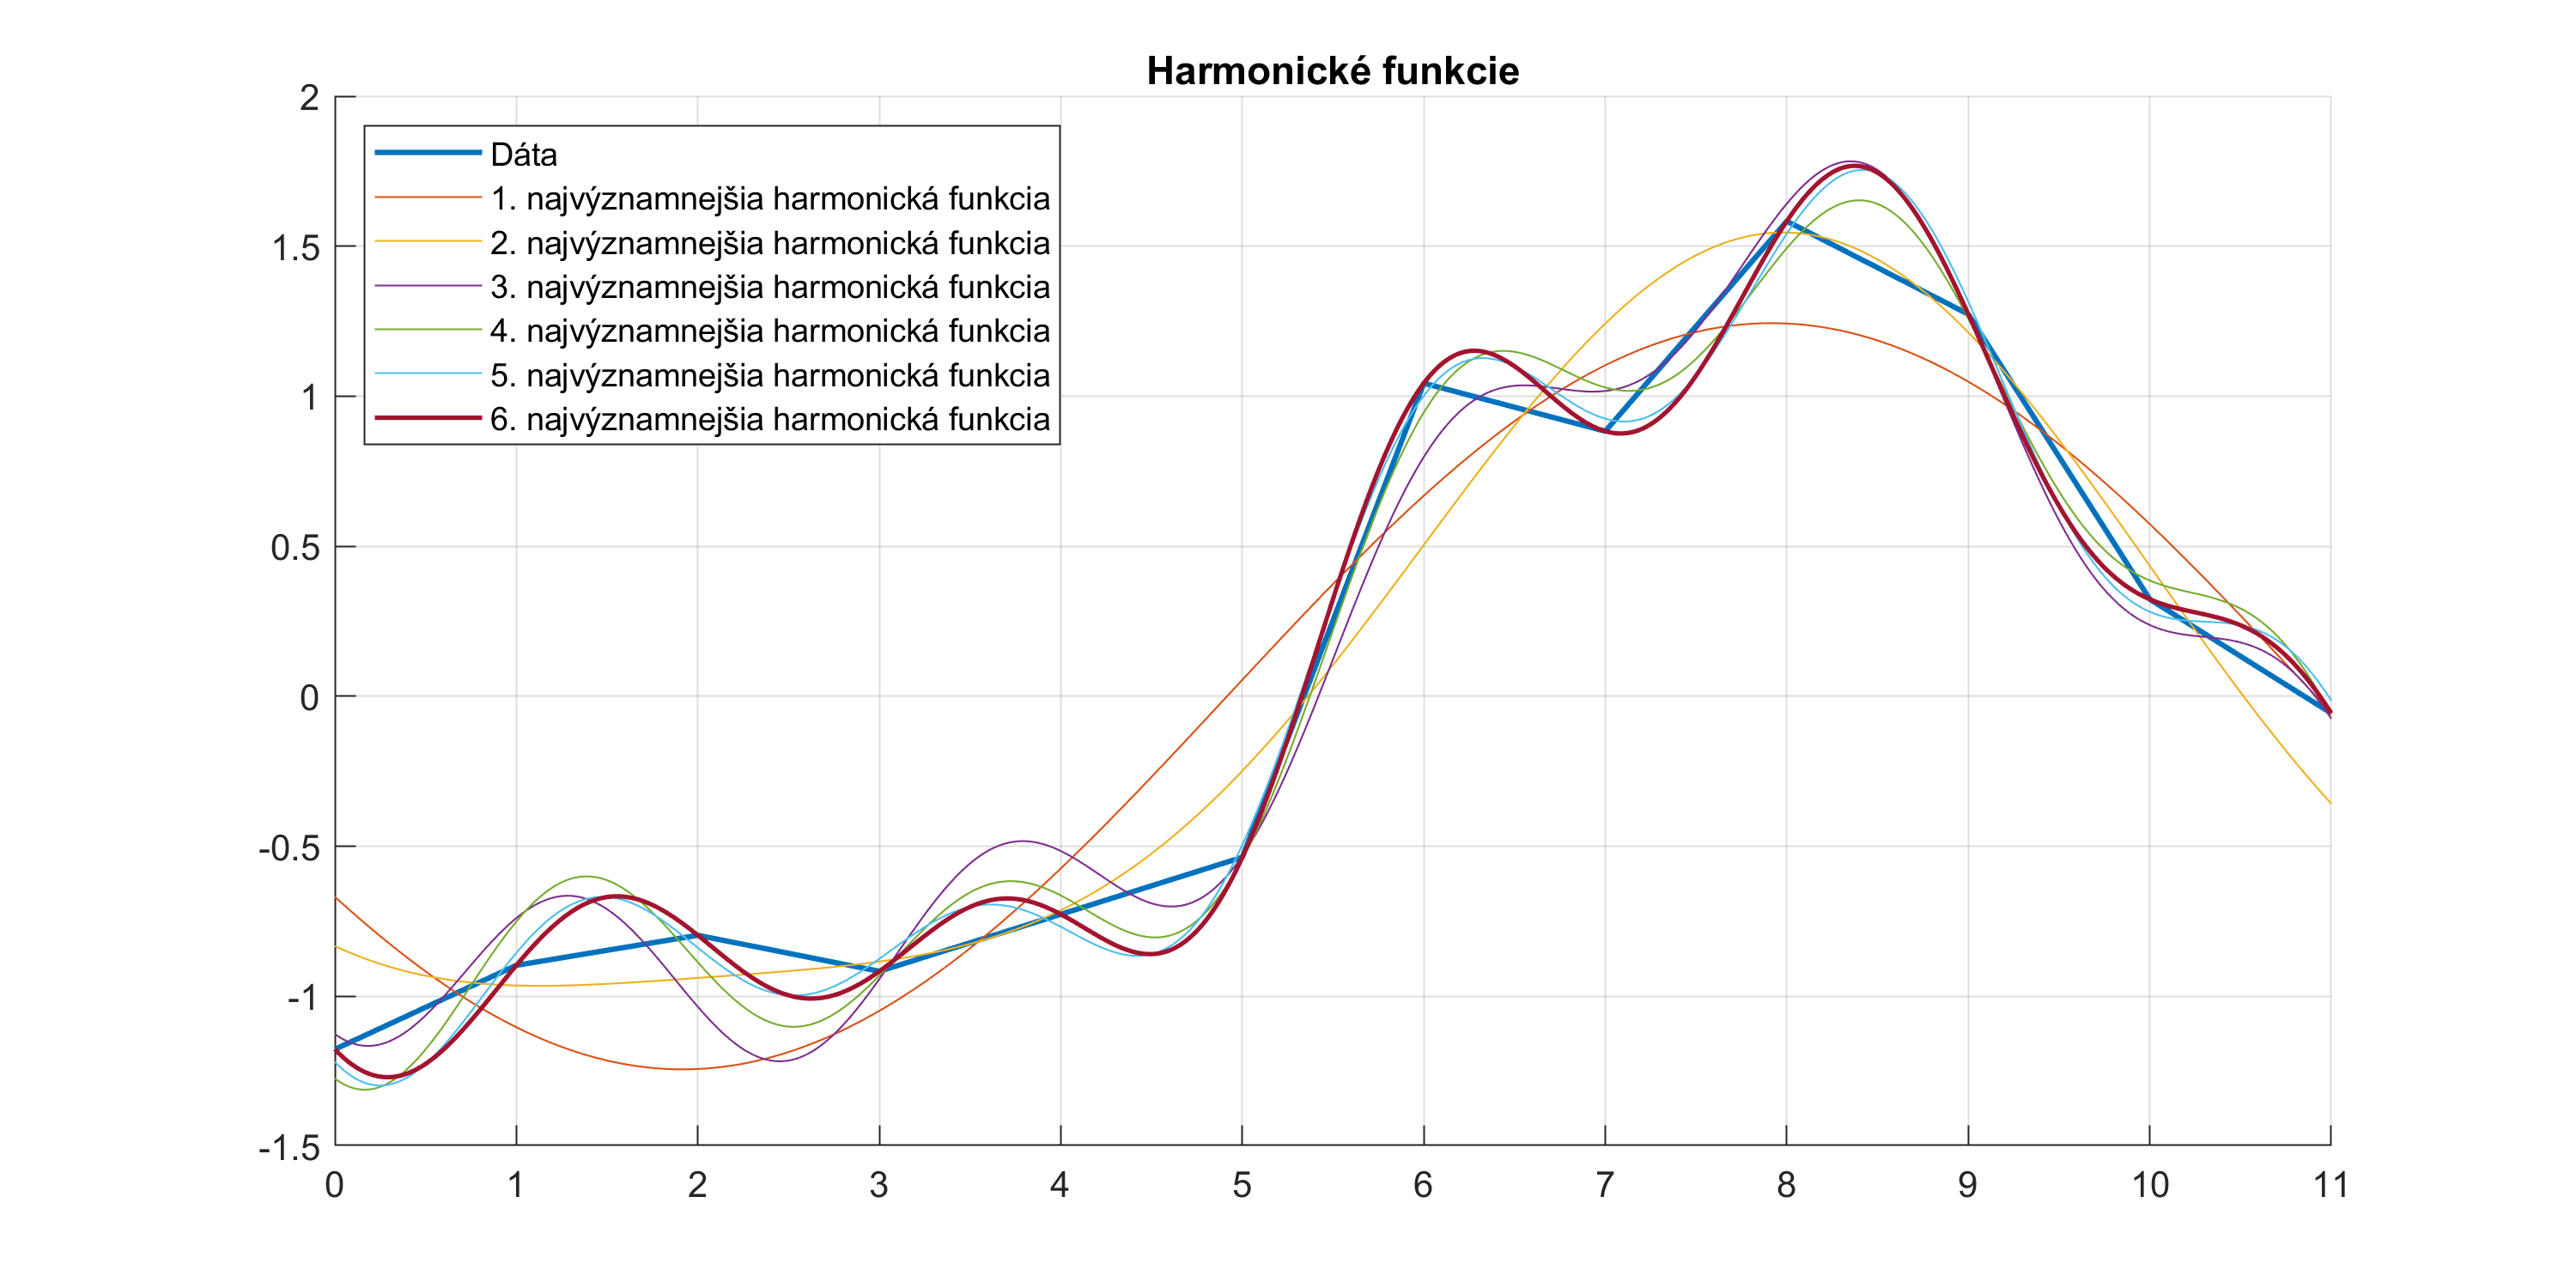 Harmonické funkcie
2
1.5
1
0.5
0
-0.5
-1
-1.5
Dáta
1. najvýznamnejšia harmonická funkcia
2. najvýznamnejšia harmonická funkcia
3. najvýznamnejšia harmonická funkcia
4. najvýznamnejšia harmonická funkcia
5. najvýznamnejšia harmonická funkcia
6. najvýznamnejšia harmonická funkcia
0 1 2 3 4 5 6 7 8 9 10 11